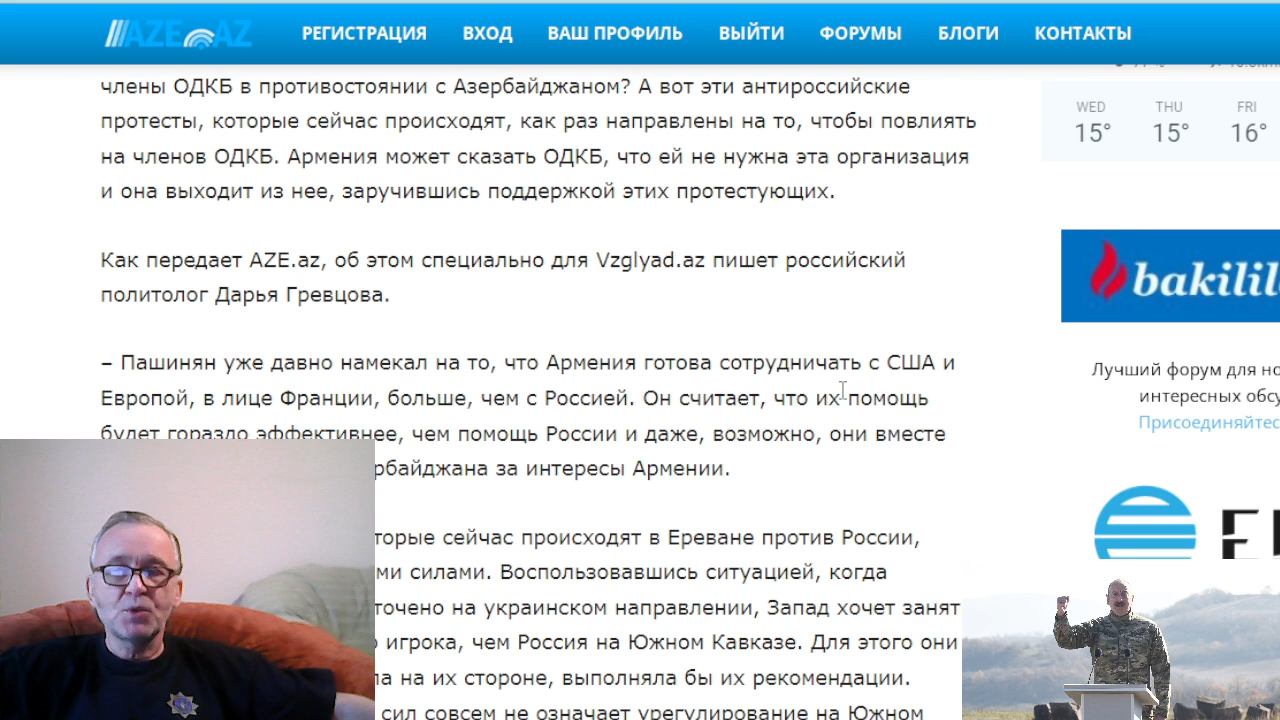 AZE AZ
РЕГИСТРАЦИЯ ВХОД ВАШ ПРОФИЛЬ ВЫЙТИ ФОРУМЫ БЛОГИ КОНТАКТЫ
члены ОДКБ в противостоянии с Азербайджаном? А вот эти антироссийские
протесты, которые сейчас происходят, как раз направлены на то, чтобы повлиять
на членов ОДКБ. Армения может сказать ОДКБ, что ей не нужна эта организация
и она выходит из нее, заручившись поддержкой этих протестующих.
Как передает AZE.az, об этом специально для Vzglyad.az пишет российский
политолог Дарья Гревцова.
– Пашинян уже давно намекал на то, что Армения готова сотрудничать с США и
Европой, в лице Франции, больше, чем с Россией. Он считает, что их помощь
будет гораздо эффективнее, чем помощь России и даже, возможно, они вместе
рбайджана за интересы Армении.
торые сейчас происходят в Ереване против России,
ми силами. Воспользовавшись ситуацией, когда
точено на украинском направлении, Запад хочет занят
игрока, чем Россия на Южном Кавказе. Для этого они
ла на их стороне, выполняла бы их рекомендации.
сил совсем не означает урегулирование на Южном
WED THU FRI
15° 15° 16°
bakilil
Лучший форум для но
интересных обсу
Присоединяйтес